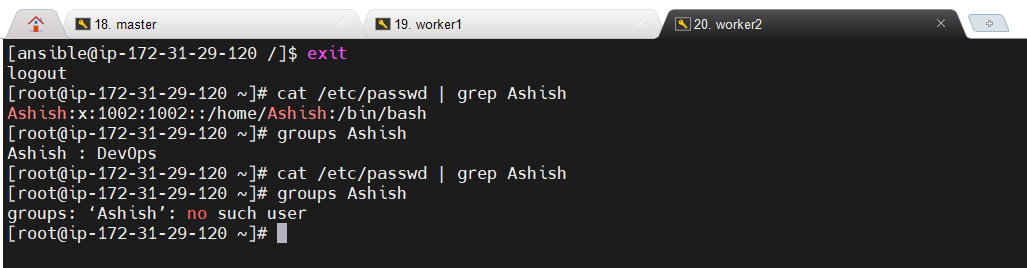 18. master
19. worker1
20. worker2
[ansible@ip-172-31-29-120 /]$ exit
logout
[root@ip-172-31-29-120 ~]# cat /etc/passwd | grep Ashish
Ashish:x:1002:1002::/home/Ashish:/bin/bash
[root@ip-172-31-29-120 ~]# groups Ashish
Ashish : DevOps
[root@ip-172-31-29-120 ~]# cat /etc/passwd | grep Ashish
[root@ip-172-31-29-120 ~]# groups Ashish
groups: ‘Ashish’: no such user
[root@ip-172-31-29-120 ~]#